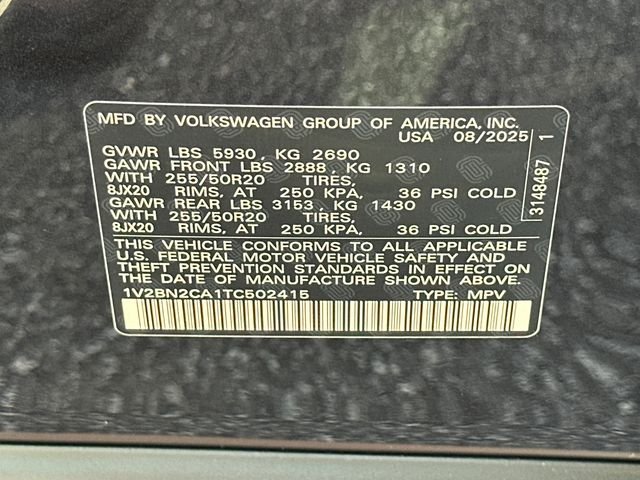 MFD BY VOLKSWAGEN GROUP OF AMERICA, INC.
USA 08/2025
GVWR LBS 5930 , KG 2690
GAWR FRONT LBS 2888 , KG 1310
WITH 255/50R20 TIRES,
8JX20 RIMS, AT 250 KPA, 36 PSI COLD
GAWR REAR LBS 3153 , KG 1430
WITH 255/50R20 TIRES,
8JX20 RIMS, AT 250 KPA, 36 PSI COLD
THIS VEHICLE CONFORMS TO ALL APPLICABLE
U.S. FEDERAL MOTOR VEHICLE SAFETY AND
THEFT PREVENTION STANDARDS IN EFFECT ON
THE DATE OF MANUFACTURE SHOWN ABOVE.
1V2BN2CA1TC502415 TYPE: MPV
3148487 1